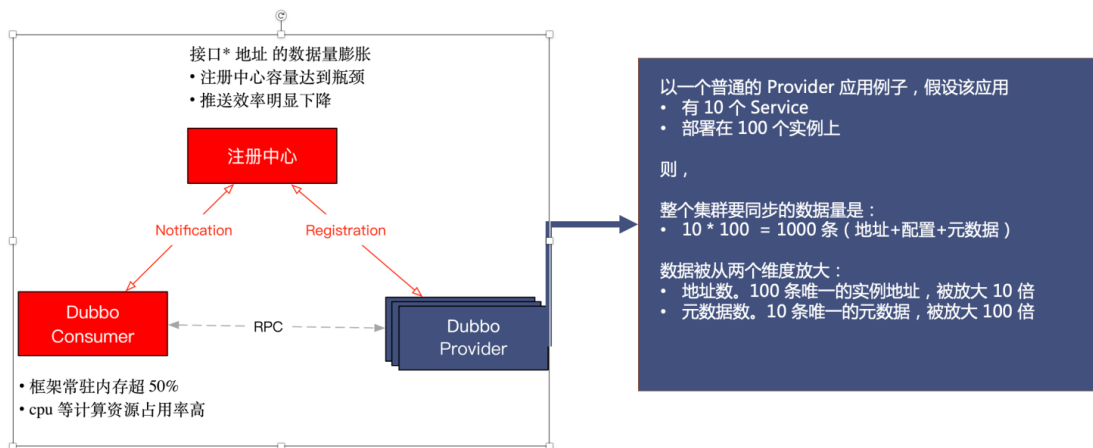 接口* 地址 的数据量膨胀
• 注册中心容量达到瓶颈
• 推送效率明显下降
注册中心
Notification
Registration
Dubbo
Consumer
RPC
Dubbo
Provider
• 框架常驻内存超 50%
• cpu 等计算资源占用率高
以一个普通的 Provider 应用例子，假设该应用
• 有 10 个 Service
• 部署在 100 个实例上
则，
整个集群要同步的数据量是：
• 10 * 100 = 1000 条（地址+配置+元数据）
数据被从两个维度放大：
• 地址数。100 条唯一的实例地址，被放大 10 倍
• 元数据数。10 条唯一的元数据，被放大 100 倍